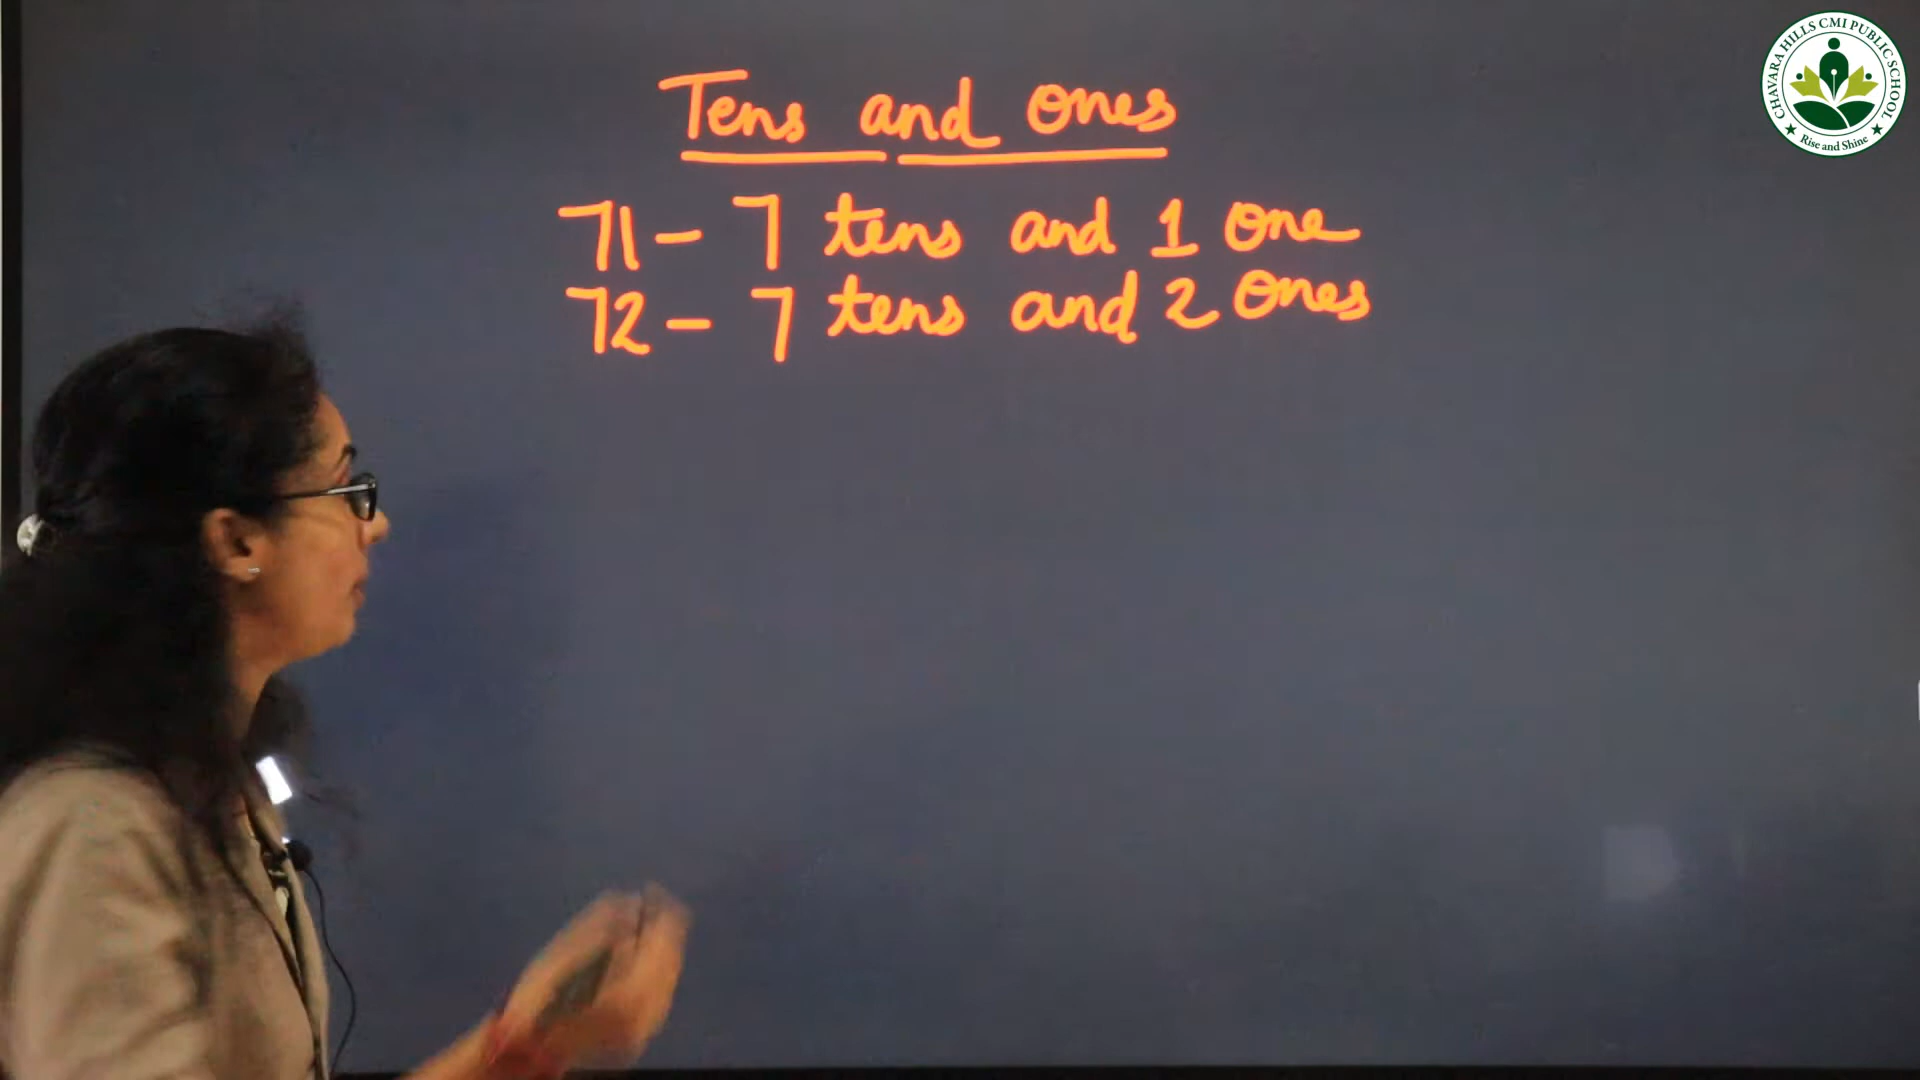 Tens and ones
71 - 7 tens and 1 one
72 - 7 tens and 2 ones
CHAVARA HILLS CMI PUBLIC SCHOOL
Rise and Shine